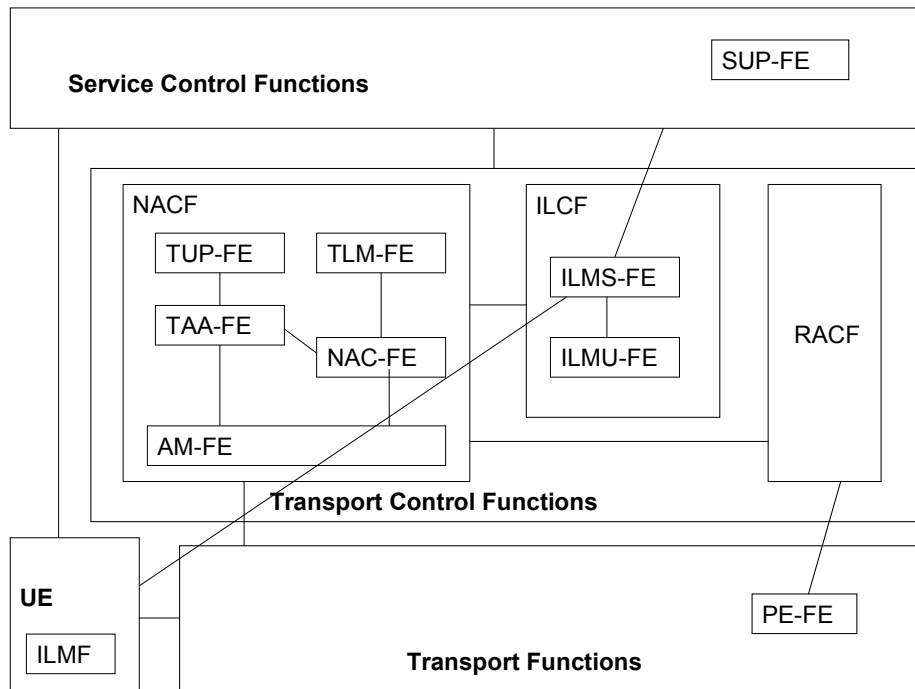 SUP-FE
Service Control Functions
NACF
ILCF
TUP-FE
TLM-FE
ILMS-FE
TAA-FE
NAC-FE
ILMU-FE
RACF
AM-FE
Transport Control Functions
UE
PE-FE
ILMF
Transport Functions